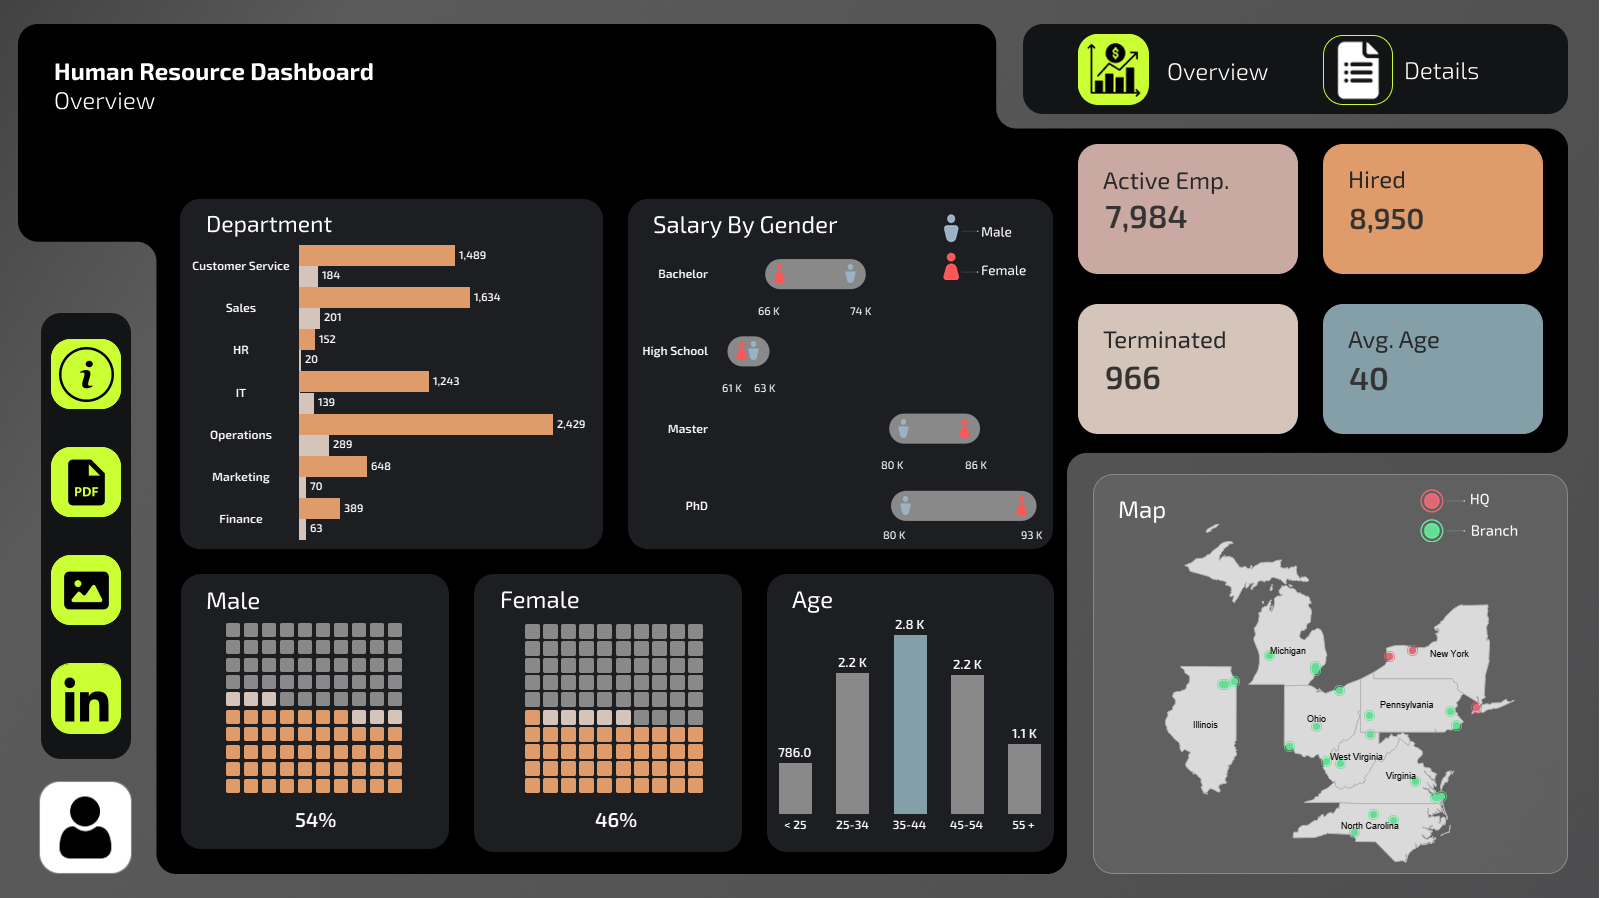 Human Resource Dashboard
Overview
Overview
Details
Active Emp.
7,984
Hired
8,950
Terminated
966
Avg. Age
40
Department
Customer Service
1,489
184
Sales
1,634
201
HR
152
20
IT
1,243
139
Operations
2,429
289
Marketing
648
70
Finance
389
63
Salary By Gender
Male
Female
Bachelor
66 K
74 K
High School
61 K
63 K
Master
80 K
86 K
PhD
80 K
93 K
i
PDF
in
Male
54%
Female
46%
Age
786.0
2.2 K
2.8 K
2.2 K
1.1 K
< 25
25-34
35-44
45-54
55 +
Map
HQ
Branch
Michigan
New York
Illinois
Ohio
Pennsylvania
West Virginia
Virginia
North Carolina